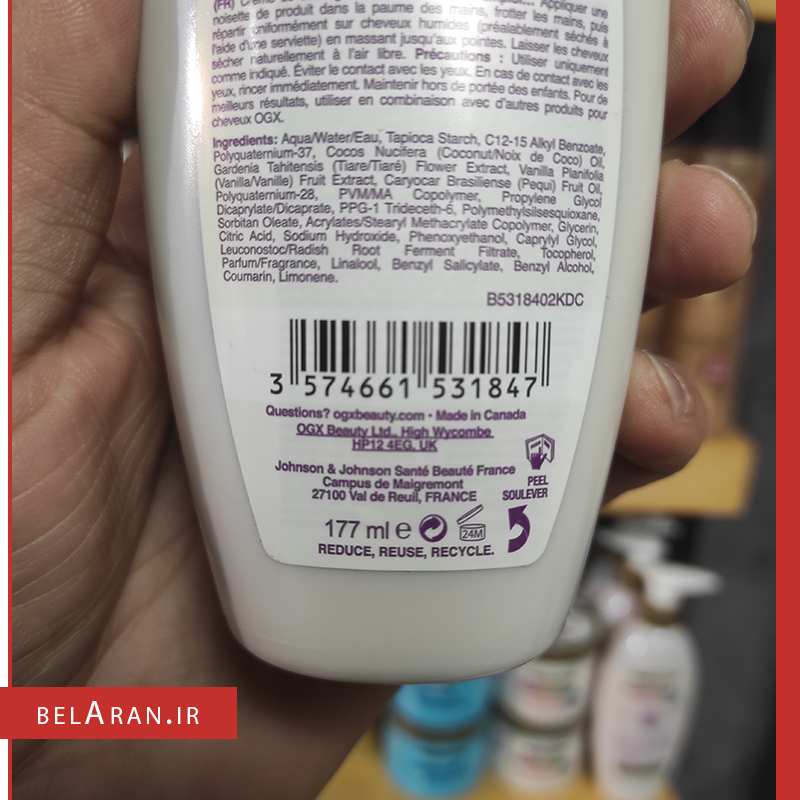 (FR) Crème
Appliquer une
noisette de produit dans la paume des mains, frotter les mains, puis
répartir uniformément sur cheveux humides (préalablement séchés à
l'aide d'une serviette) en massant jusqu'aux pointes. Laisser les cheveux
sécher naturellement à l'air libre. Précautions : Utiliser uniquement
comme indiqué. Éviter le contact avec les yeux. En cas de contact avec les
yeux, rincer immédiatement. Maintenir hors de portée des enfants. Pour de
meilleurs résultats, utiliser en combinaison avec d'autres produits pour
cheveux OGX.
Ingredients: Aqua/Water/Eau, Tapioca Starch, C12-15 Alkyl Benzoate,
Polyquaternium-37, Cocos Nucifera (Coconut/Noix de Coco) Oil,
Gardenia Tahitensis (Tiare/Tiaré) Flower Extract, Vanilla Planifolia
(Vanilla/Vanille) Fruit Extract, Caryocar Brasiliense (Pequi) Fruit Oil,
Polyquaternium-28, PVM/MA Copolymer, Propylene Glycol
Dicaprylate/Dicaprate, PPG-1 Trideceth-6, Polymethylsilsesquioxane,
Sorbitan Oleate, Acrylates/Stearyl Methacrylate Copolymer, Glycerin,
Citric Acid, Sodium Hydroxide, Phenoxyethanol, Caprylyl Glycol,
Leuconostoc/Radish Root Ferment Filtrate, Tocopherol,
Parfum/Fragrance, Linalool, Benzyl Salicylate, Benzyl Alcohol,
Coumarin, Limonene.
B5318402KDC
3 574661 531847
Questions? ogxbeauty.com • Made in Canada
OGX Beauty Ltd., High Wycombe
HP12 4EG, UK
Johnson & Johnson Santé Beauté France
Campus de Maigremont
27100 Val de Reuil, FRANCE
PEEL
SOULEVER
177 ml e 24M
REDUCE, REUSE, RECYCLE.
BELARAN.IR